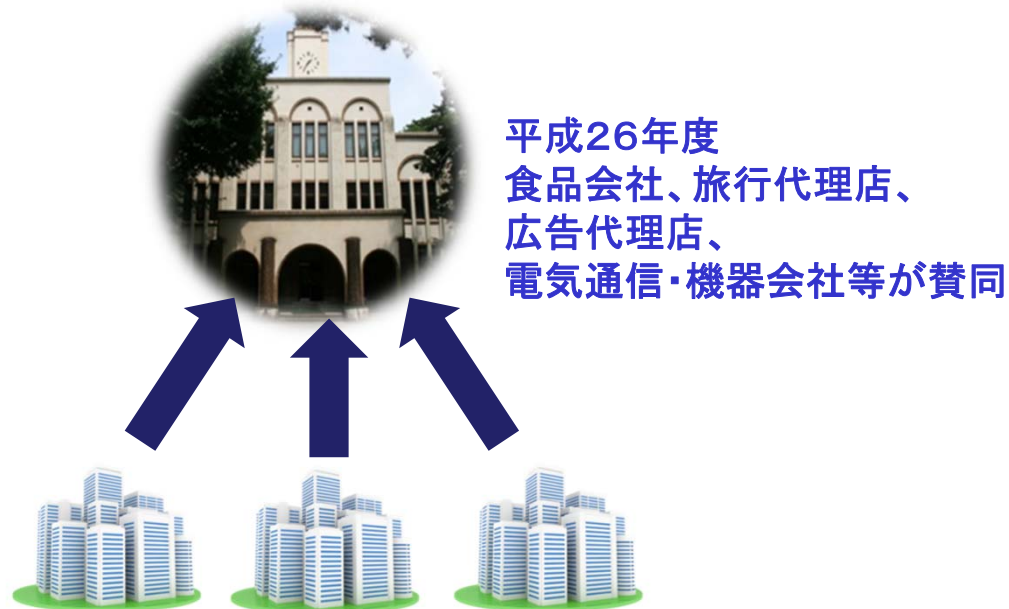 平成２６年度
食品会社、旅行代理店、
広告代理店、
電気通信・機器会社等が賛同